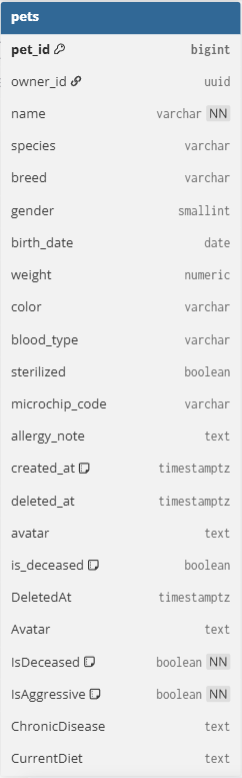 pets
pet_id bigint
owner_id uuid
name varchar NN
species varchar
breed varchar
gender smallint
birth_date date
weight numeric
color varchar
blood_type varchar
sterilized boolean
microchip_code varchar
allergy_note text
created_at timestamptz
deleted_at timestamptz
avatar text
is_deceased boolean
DeletedAt timestamptz
Avatar text
IsDeceased boolean NN
IsAggressive boolean NN
ChronicDisease text
CurrentDiet text